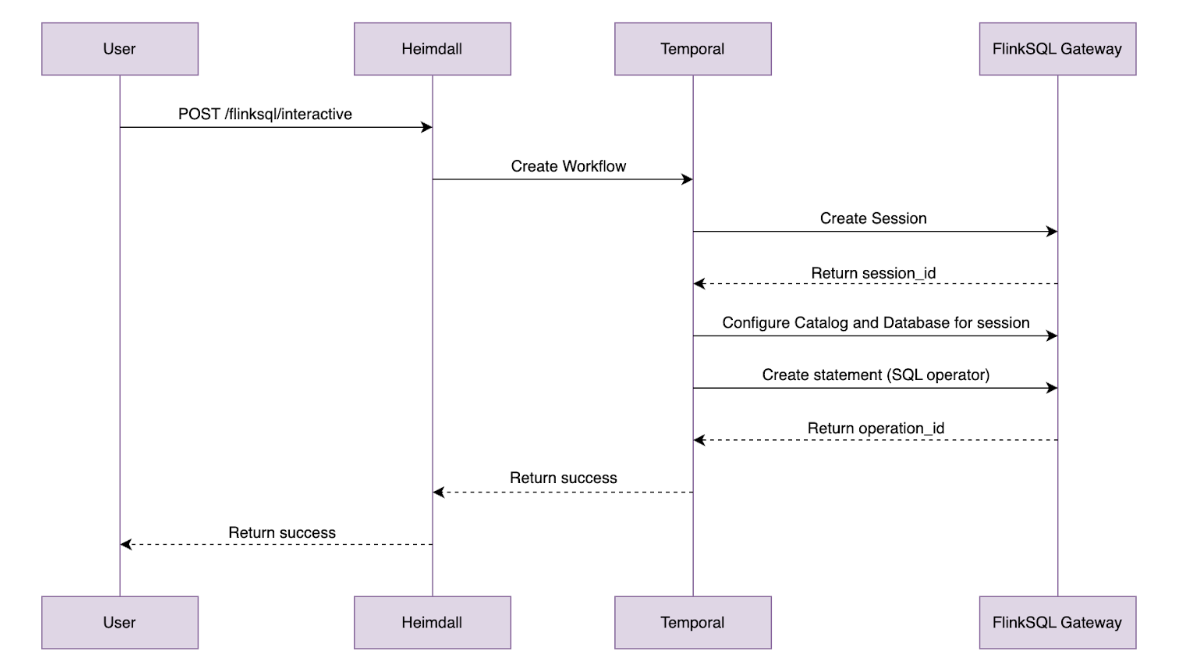 User
Heimdall
Temporal
FlinkSQL Gateway
POST /flinksql/interactive
Create Workflow
Create Session
Return session_id
Configure Catalog and Database for session
Create statement (SQL operator)
Return operation_id
Return success
Return success
User
Heimdall
Temporal
FlinkSQL Gateway